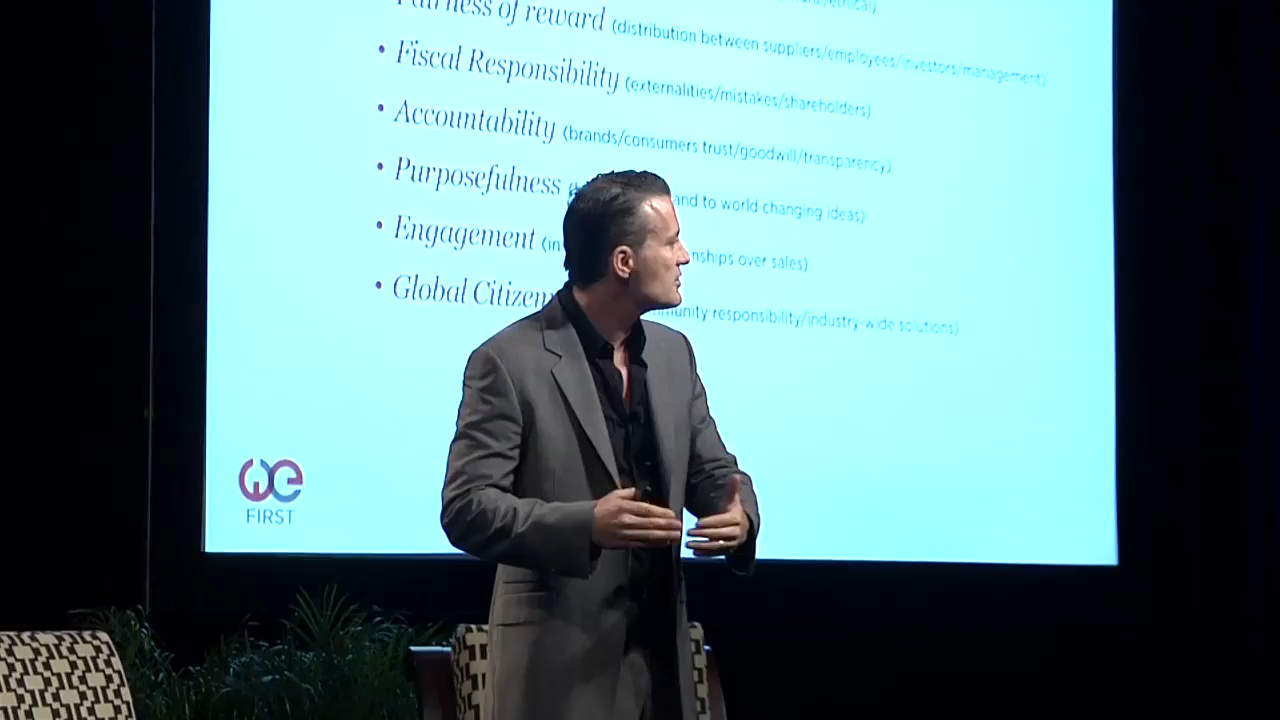 Fairness of reward (distribution between suppliers/employees/investors/management)
• Fiscal Responsibility (externalities/mistakes/shareholders)
• Accountability (brands/consumers trust/goodwill/transparency)
• Purposefulness and to world changing ideas)
• Engagement (in nships over sales)
• Global Citizen munity responsibility/industry-wide solutions)
we
FIRST